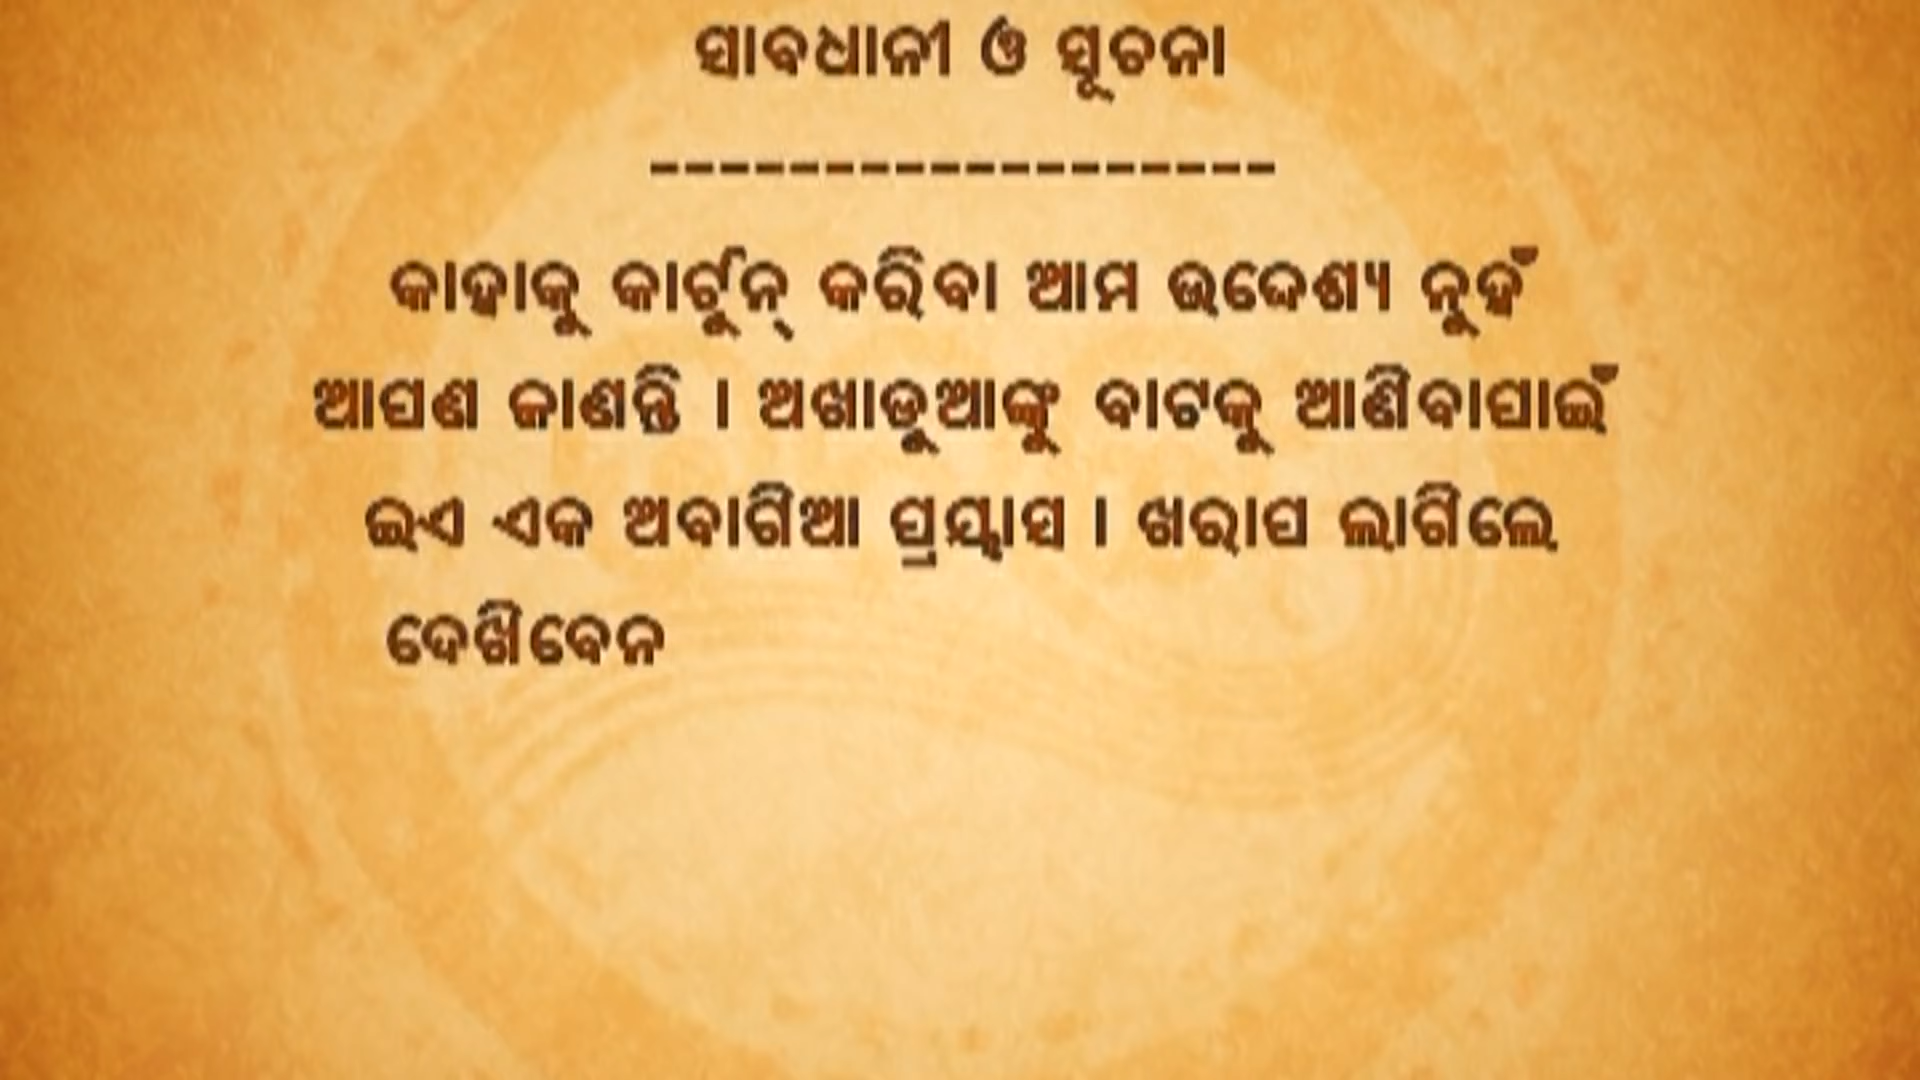 ସାବଧାନୀ ଓ ସୂଚନା
------------------
କାହାକୁ କାର୍ଟୁନ୍ କରିବା ଆମ ଉଦ୍ଦେଶ୍ୟ ନୁହଁ
ଆପଣ ଜାଣନ୍ତି । ଅଖାଡୁଆଙ୍କୁ ବାଟକୁ ଆଣିବାପାଇଁ
ଇଏ ଏକ ଅବାଗିଆ ପ୍ରୟାସ । ଖରାପ ଲାଗିଲେ
ଦେଖିବେନ